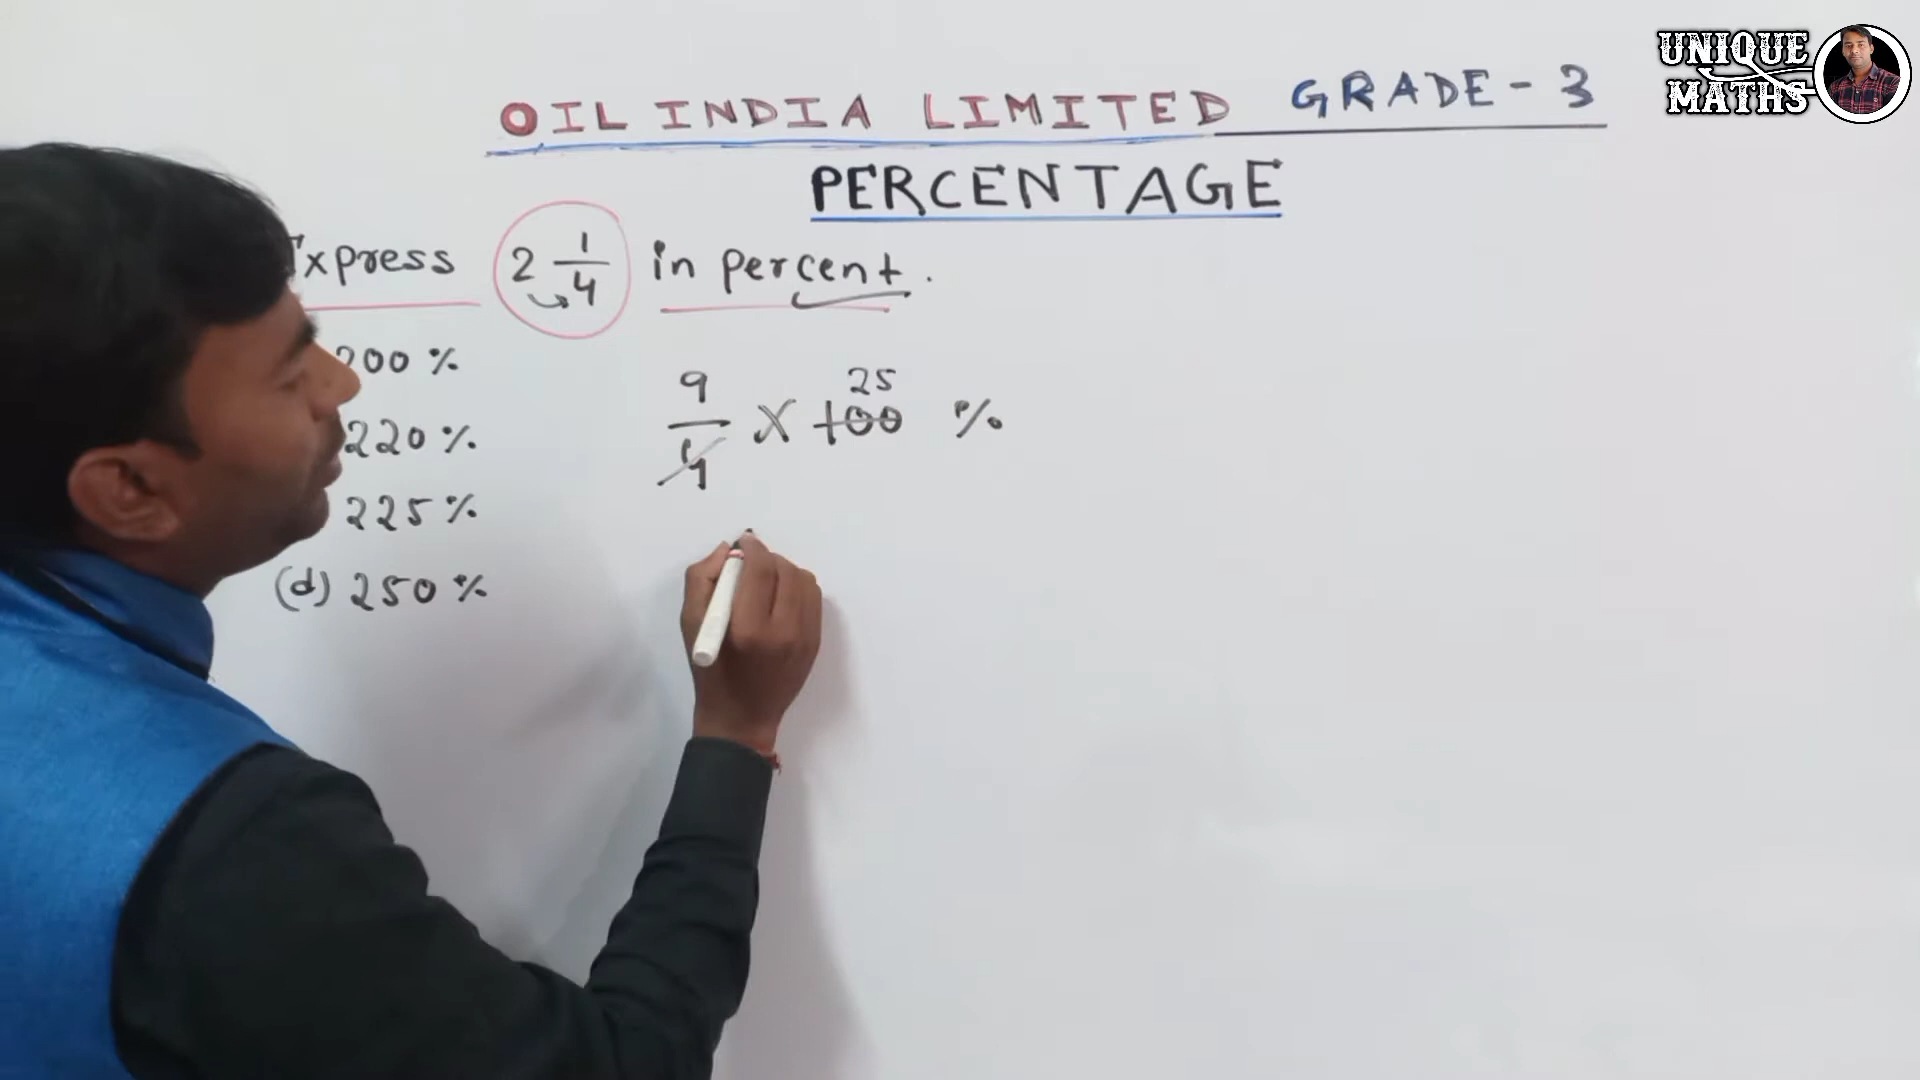 UNIQUE
MATHS
OIL INDIA LIMITED GRADE - 3
PERCENTAGE
Express 2 1/4 in percent.
200 %
220 %
225 %
(d) 250 %
9/4 X 100 %
25